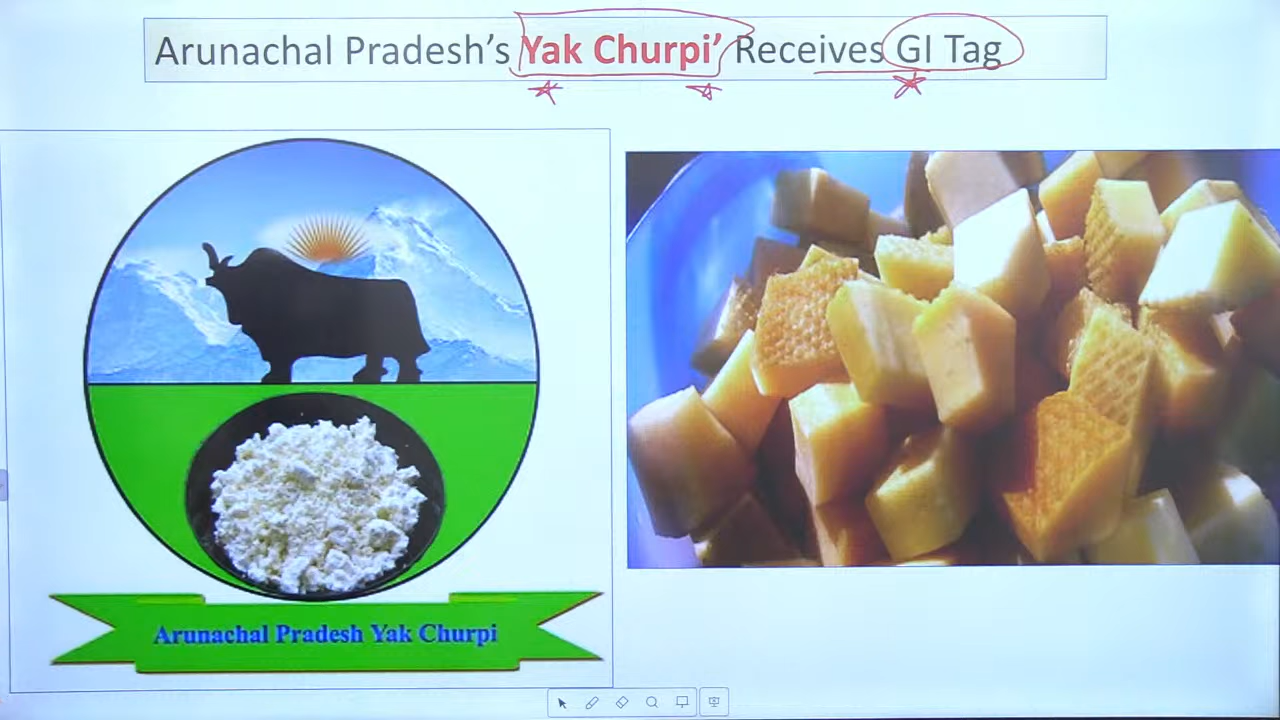 Arunachal Pradesh’s Yak Churpi’ Receives GI Tag
Arunachal Pradesh Yak Churpi